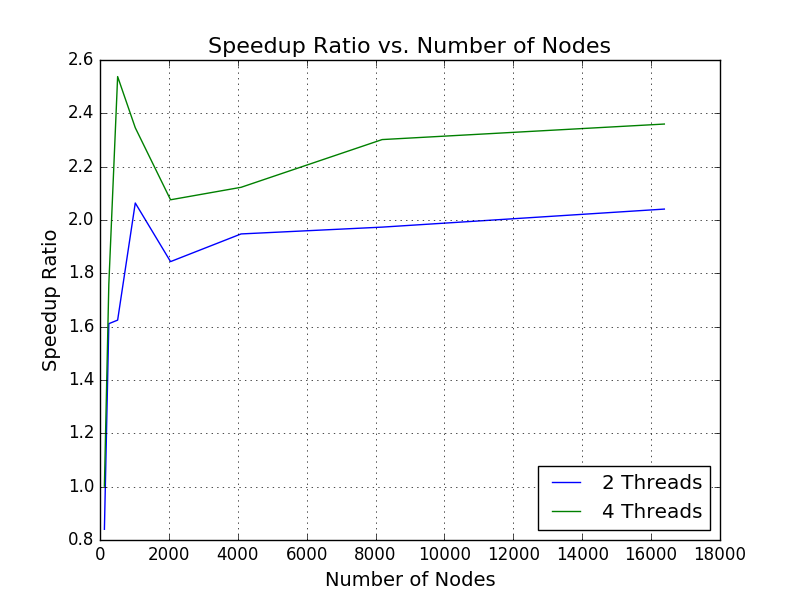 Speedup Ratio vs. Number of Nodes
2.6
2.4
2.2
2.0
1.8
1.6
1.4
1.2
1.0
0.8
Speedup Ratio
2 Threads
4 Threads
0 2000 4000 6000 8000 10000 12000 14000 16000 18000
Number of Nodes